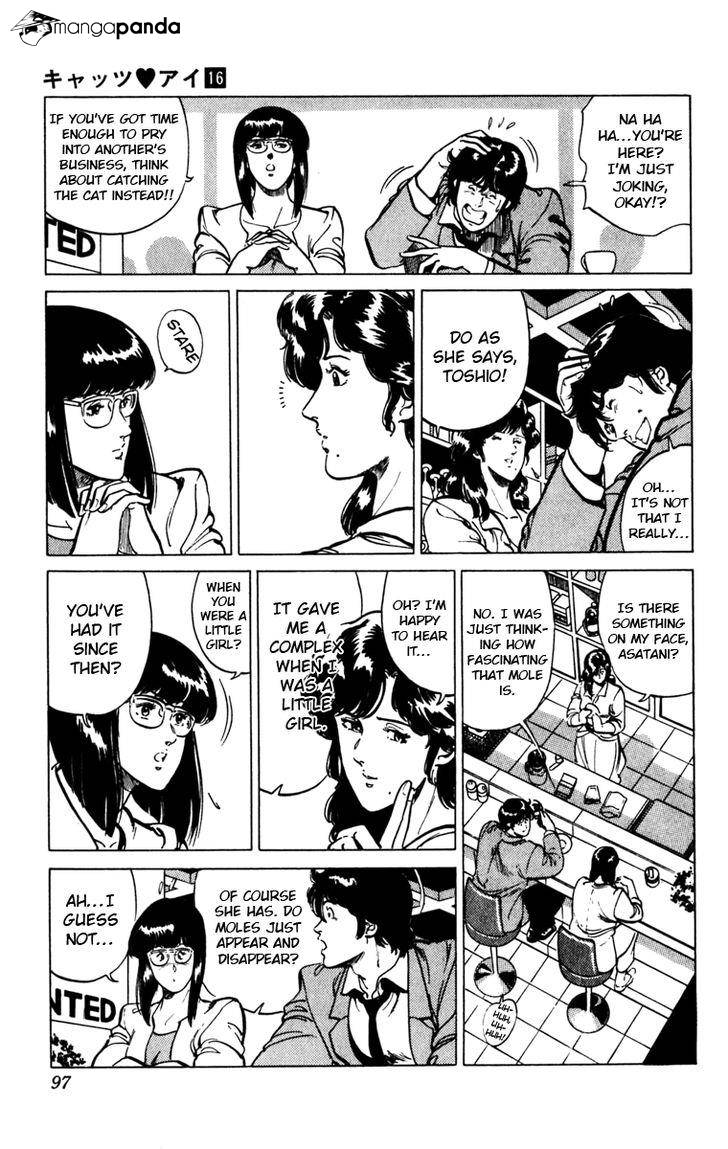 mangapanda
キャッツ♥アイ 16
NA HA
HA...YOU'RE
HERE?
I'M JUST
JOKING,
OKAY!?
IF YOU'VE GOT TIME
ENOUGH TO PRY
INTO ANOTHER'S
BUSINESS, THINK
ABOUT CATCHING
THE CAT INSTEAD!!
NTED
DO AS
SHE SAYS,
TOSHIO!
OH...
IT'S NOT
THAT I
REALLY...
STARE
IS THERE
SOMETHING
ON MY FACE,
ASATANI?
NO. I WAS
JUST THINK-
ING HOW
FASCINATING
THAT MOLE
IS.
UH-
HUH,
UH-
HUH!
OH? I'M
HAPPY
TO HEAR
IT...
IT GAVE
ME A
COMPLEX
WHEN I
WAS A
LITTLE
GIRL.
WHEN
YOU
WERE A
LITTLE
GIRL?
YOU'VE
HAD IT
SINCE
THEN?
OF COURSE
SHE HAS. DO
MOLES JUST
APPEAR AND
DISAPPEAR?
AH...I
GUESS
NOT...
NTED
97